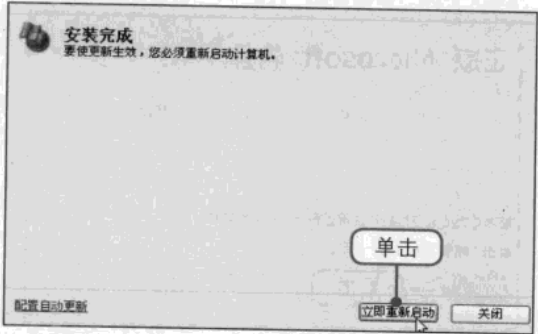 安装完成
要使更新生效，您必须重新启动计算机。
单击
配置自动更新
立即重新启动
关闭